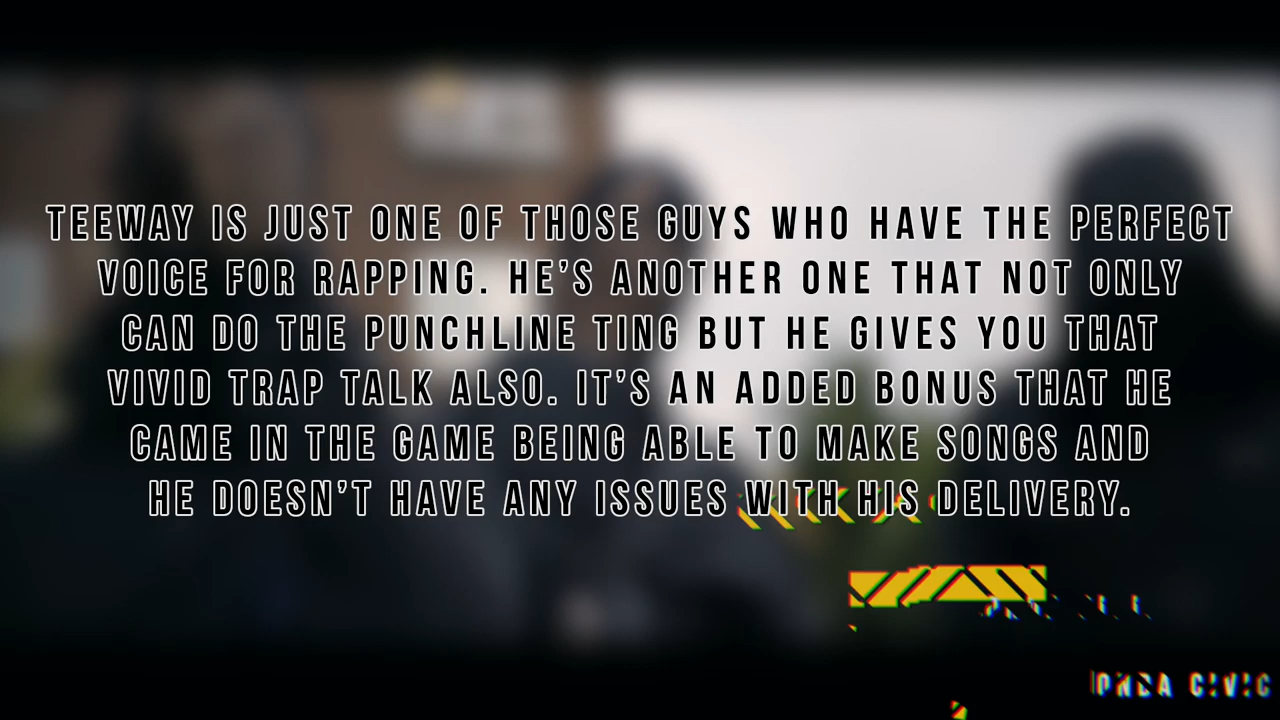 TEEWAY IS JUST ONE OF THOSE GUYS WHO HAVE THE PERFECT
VOICE FOR RAPPING. HE’S ANOTHER ONE THAT NOT ONLY
CAN DO THE PUNCHLINE TING BUT HE GIVES YOU THAT
VIVID TRAP TALK ALSO. IT’S AN ADDED BONUS THAT HE
CAME IN THE GAME BEING ABLE TO MAKE SONGS AND
HE DOESN’T HAVE ANY ISSUES WITH HIS DELIVERY.
CIVIC